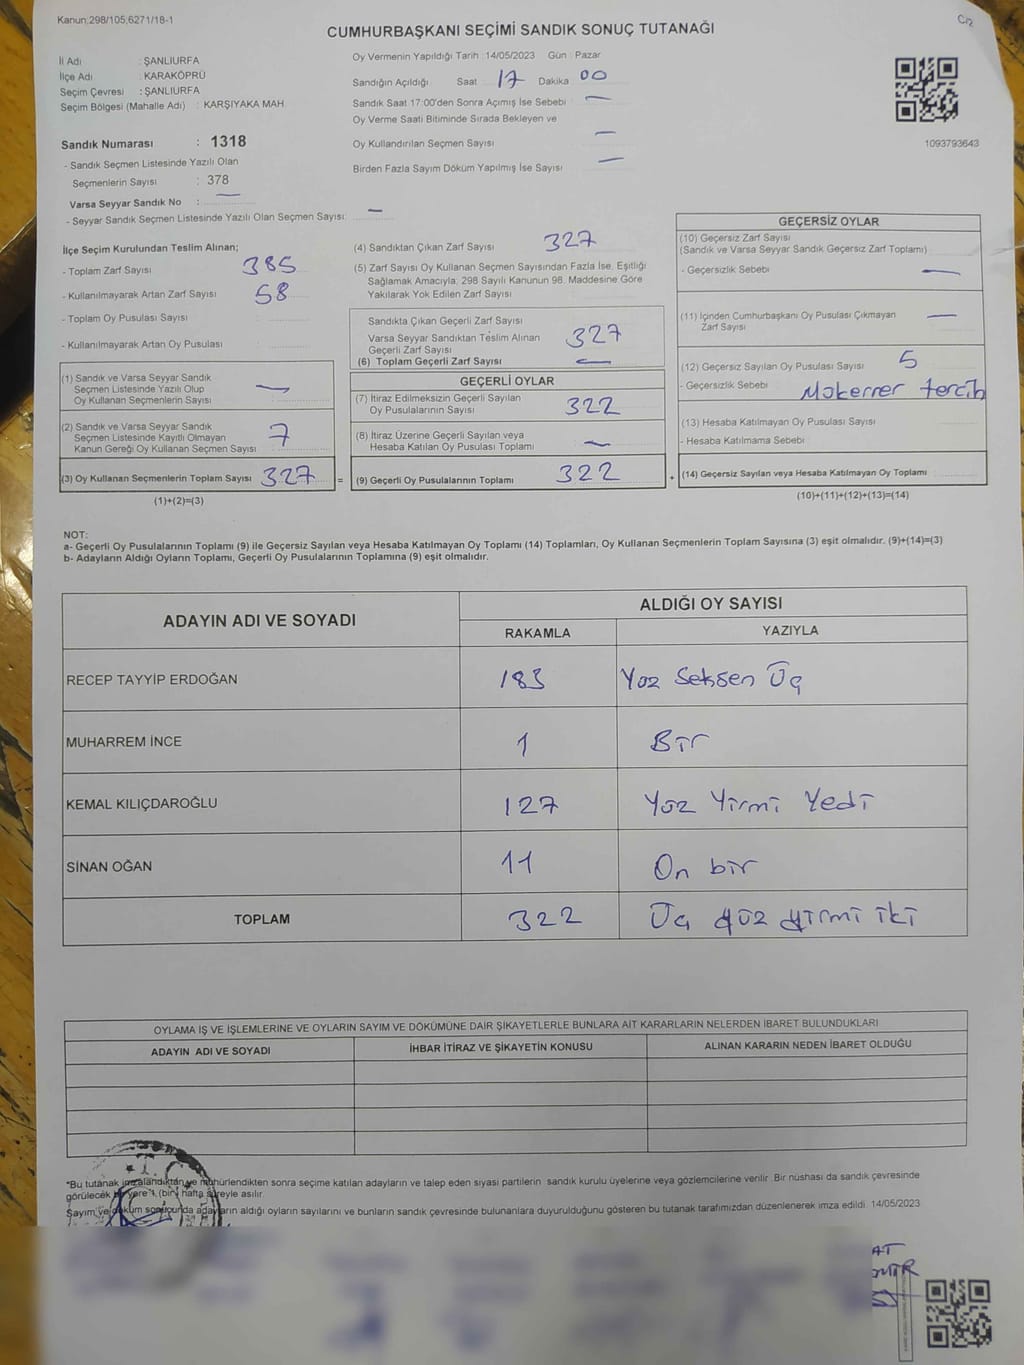 Kanun;298/105,6271/18-1
C/2
CUMHURBAŞKANI SEÇİMİ SANDIK SONUÇ TUTANAĞI
İl Adı : ŞANLIURFA
İlçe Adı : KARAKÖPRÜ
Seçim Çevresi : ŞANLIURFA
Seçim Bölgesi (Mahalle Adı) : KARŞIYAKA MAH.
Oy Vermenin Yapıldığı Tarih :14/05/2023 Gün : Pazar
Sandığın Açıldığı Saat 17 Dakika 00
Sandık Saat 17:00'den Sonra Açımış İse Sebebi —
Oy Verme Saati Bitiminde Sırada Bekleyen ve
Oy Kullandırılan Seçmen Sayısı —
Birden Fazla Sayım Döküm Yapılmış İse Sayısı —
1093793643
Sandık Numarası : 1318
- Sandık Seçmen Listesinde Yazılı Olan
Seçmenlerin Sayısı : 378
Varsa Seyyar Sandık No : —
- Seyyar Sandık Seçmen Listesinde Yazılı Olan Seçmen Sayısı: —
İlçe Seçim Kurulundan Teslim Alınan;
- Toplam Zarf Sayısı 385
- Kullanılmayarak Artan Zarf Sayısı 58
- Toplam Oy Pusulası Sayısı :
- Kullanılmayarak Artan Oy Pusulası :
(1) Sandık ve Varsa Seyyar Sandık
Seçmen Listesinde Yazılı Olup
Oy Kullanan Seçmenlerin Sayısı —
(2) Sandık ve Varsa Seyyar Sandık
Seçmen Listesinde Kayıtlı Olmayan
Kanun Gereği Oy Kullanan Seçmen Sayısı 7
(3) Oy Kullanan Seçmenlerin Toplam Sayısı 327 =
(1)+(2)=(3)
(4) Sandıktan Çıkan Zarf Sayısı 327
(5) Zarf Sayısı Oy Kullanan Seçmen Sayısından Fazla İse, Eşitliği
Sağlamak Amacıyla, 298 Sayılı Kanunun 98. Maddesine Göre
Yakılarak Yok Edilen Zarf Sayısı
Sandıkta Çıkan Geçerli Zarf Sayısı 327
Varsa Seyyar Sandıktan Teslim Alınan
Geçerli Zarf Sayısı
(6) Toplam Geçerli Zarf Sayısı —
GEÇERLİ OYLAR
(7) İtiraz Edilmeksizin Geçerli Sayılan
Oy Pusulalarının Sayısı 322
(8) İtiraz Üzerine Geçerli Sayılan veya
Hesaba Katılan Oy Pusulası Toplamı —
(9) Geçerli Oy Pusulalarının Toplamı 322 +
GEÇERSİZ OYLAR
(10) Geçersiz Zarf Sayısı
(Sandık ve Varsa Seyyar Sandık Geçersiz Zarf Toplamı)
- Geçersizlik Sebebi —
(11) İçinden Cumhurbaşkanı Oy Pusulası Çıkmayan
Zarf Sayısı —
(12) Geçersiz Sayılan Oy Pusulası Sayısı 5
- Geçersizlik Sebebi Mükerrer tercih
(13) Hesaba Katılmayan Oy Pusulası Sayısı
- Hesaba Katılmama Sebebi
(14) Geçersiz Sayılan veya Hesaba Katılmayan Oy Toplamı
(10)+(11)+(12)+(13)=(14)
NOT:
a- Geçerli Oy Pusulalarının Toplamı (9) ile Geçersiz Sayılan veya Hesaba Katılmayan Oy Toplamı (14) Toplamları, Oy Kullanan Seçmenlerin Toplam Sayısına (3) eşit olmalıdır. (9)+(14)=(3)
b- Adayların Aldığı Oyların Toplamı, Geçerli Oy Pusulalarının Toplamına (9) eşit olmalıdır.
ADAYIN ADI VE SOYADI
ALDIĞI OY SAYISI
RAKAMLA YAZIYLA
RECEP TAYYİP ERDOĞAN 183 Yüz Seksen Üç
MUHARREM İNCE 1 Bir
KEMAL KILIÇDAROĞLU 127 Yüz Yirmi Yedi
SİNAN OĞAN 11 On bir
TOPLAM 322 Üç yüz yirmi iki
OYLAMA İŞ VE İŞLEMLERİNE VE OYLARIN SAYIM VE DÖKÜMÜNE DAİR ŞİKAYETLERLE BUNLARA AİT KARARLARIN NELERDEN İBARET BULUNDUKLARI
ADAYIN ADI VE SOYADI İHBAR İTİRAZ VE ŞİKAYETİN KONUSU ALINAN KARARIN NEDEN İBARET OLDUĞU
"Bu tutanak imzalandıktan ve mühürlendikten sonra seçime katılan adayların ve talep eden siyasi partilerin sandık kurulu üyelerine veya gözlemcilerine verilir. Bir nüshası da sandık çevresinde
görülecek bir yere 1 (bir) hafta süreyle asılır.
Sayım ve döküm sonucunda adayların aldığı oyların sayılarını ve bunların sandık çevresinde bulunanlara duyurulduğunu gösteren bu tutanak tarafımızdan düzenlenerek imza edildi. 14/05/2023